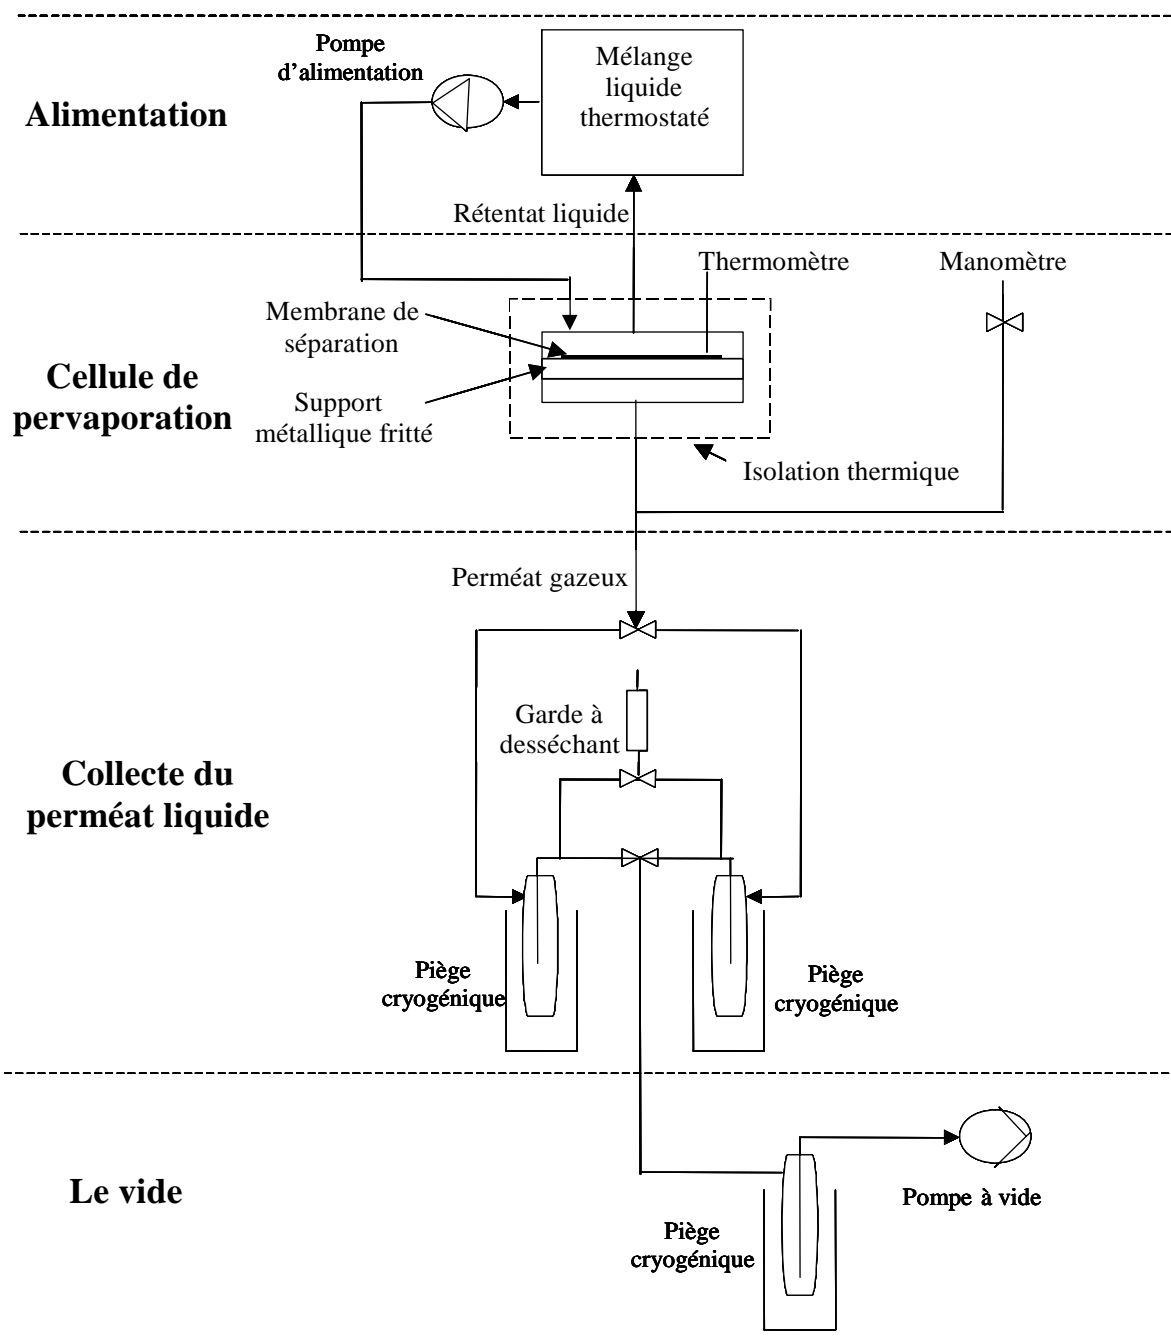 Alimentation
Pompe
d’alimentation
Mélange
liquide
thermostaté
Rétentat liquide
Cellule de
pervaporation
Thermomètre
Manomètre
Membrane de
séparation
Support
métallique fritté
Isolation thermique
Collecte du
perméat liquide
Perméat gazeux
Garde à
desséchant
Piège
cryogénique
Piège
cryogénique
Le vide
Piège
cryogénique
Pompe à vide